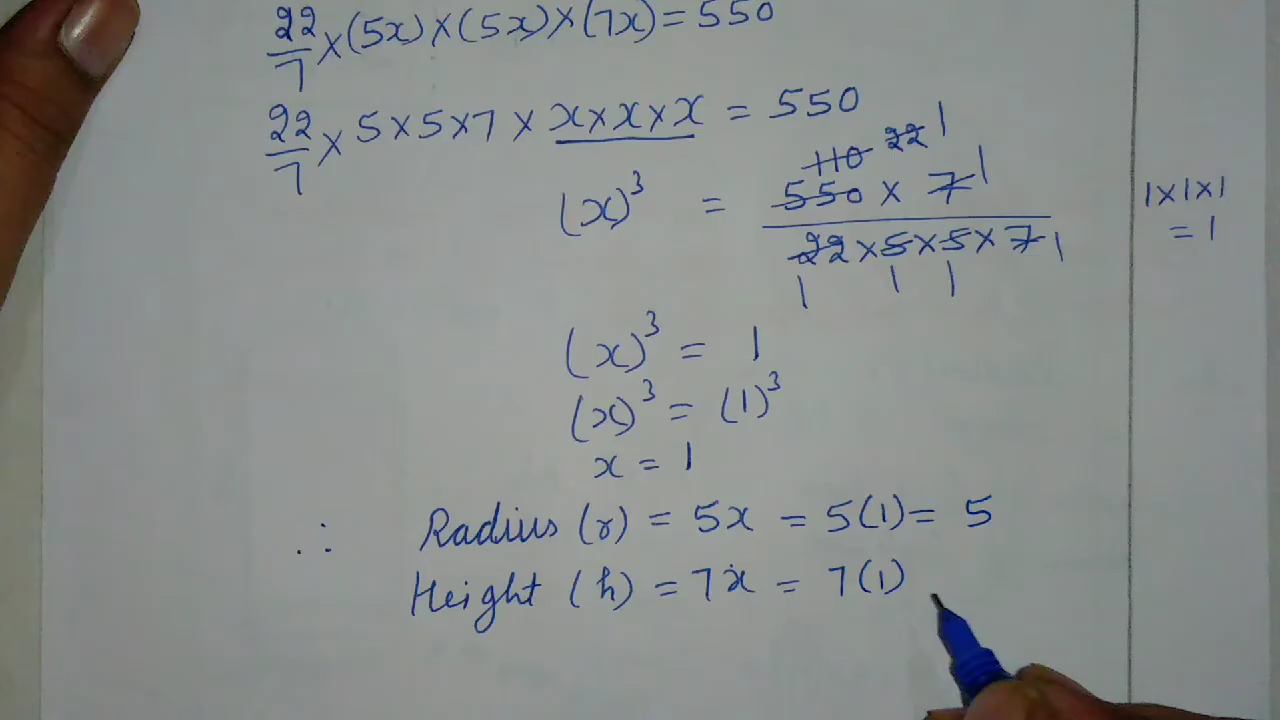 22/7 × (5x) × (5x) × (7x) = 550
22/7 × 5 × 5 × 7 × x × x × x = 550
110 22 1
(x)³ = 550 × 7 1
22 × 5 × 5 × 7 1
1 1 1
1 × 1 × 1
= 1
(x)³ = 1
(x)³ = (1)³
x = 1
∴ Radius (r) = 5x = 5(1) = 5
Height (h) = 7x = 7(1)